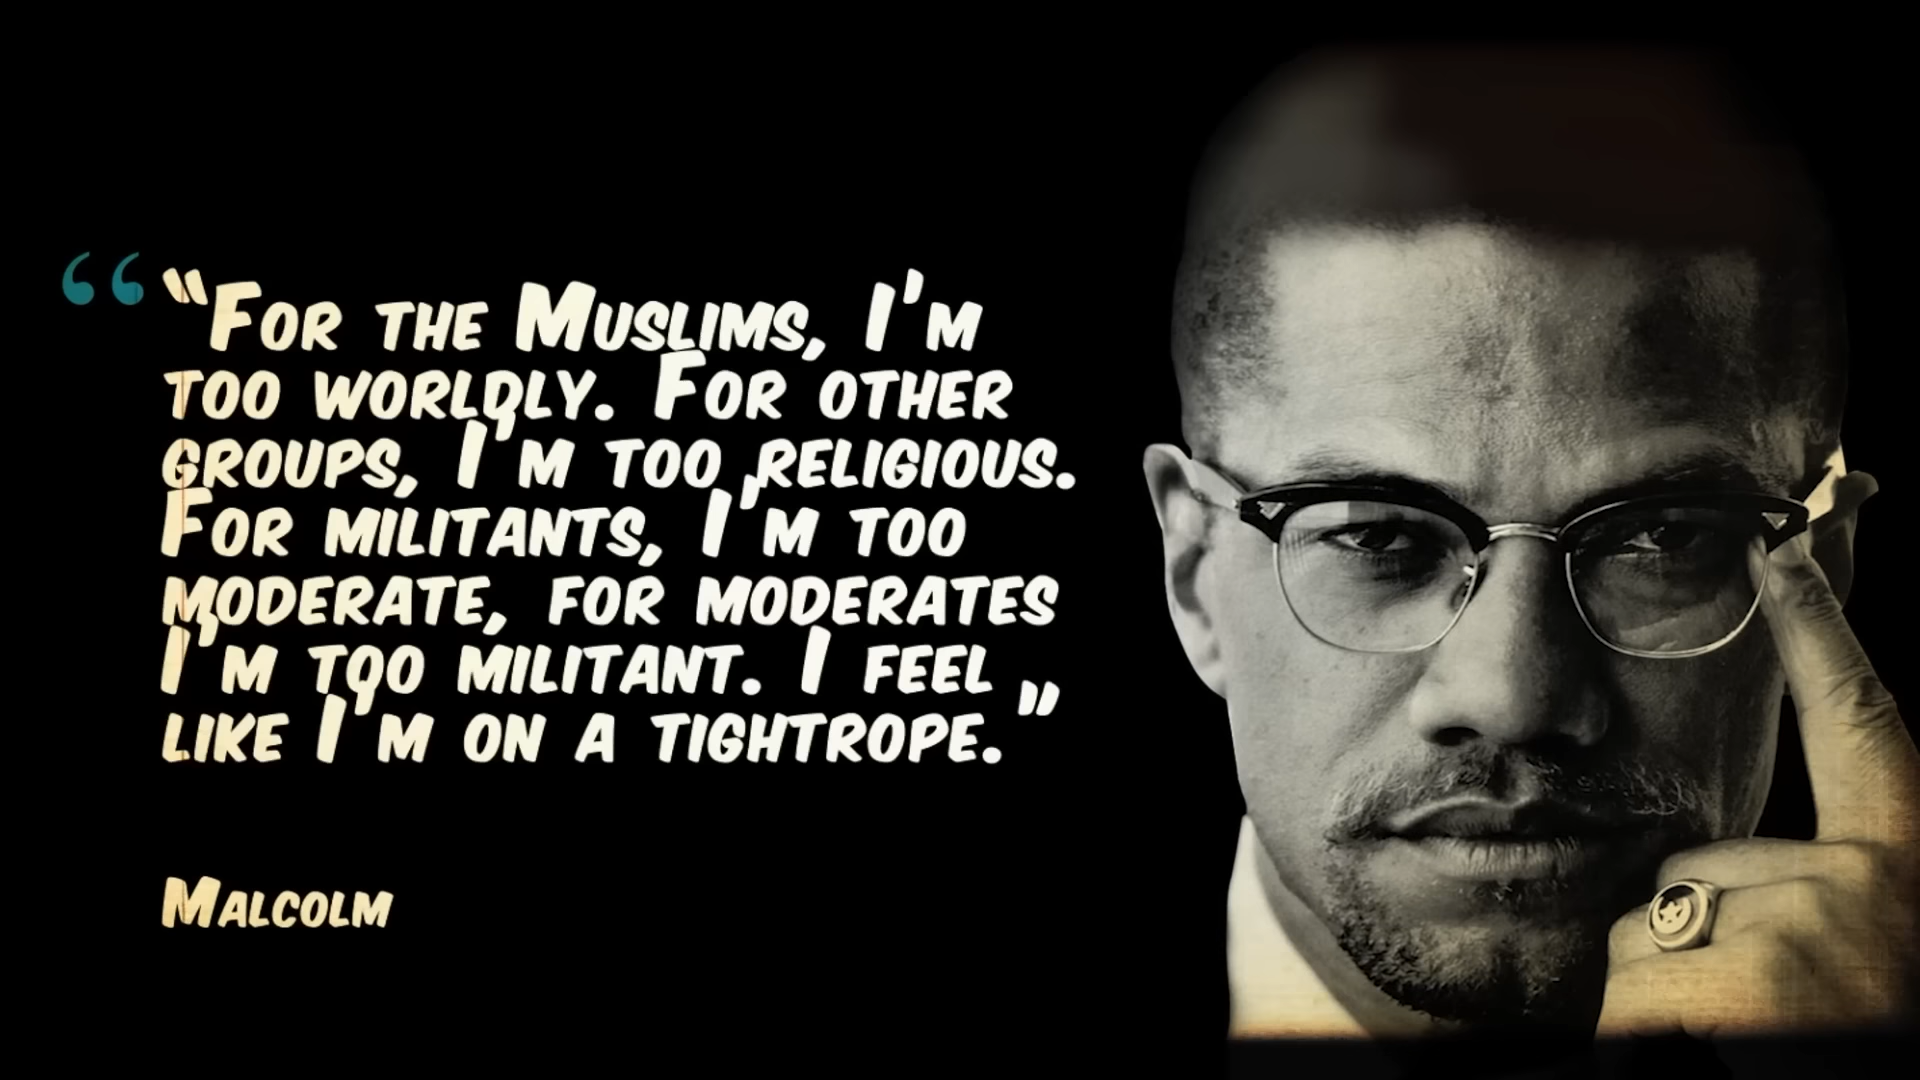 “ “For the Muslims, I'm
too worldly. For other
groups, I'm too religious.
For militants, I'm too
moderate, for moderates
I'm too militant. I feel
like I'm on a tightrope.”
Malcolm